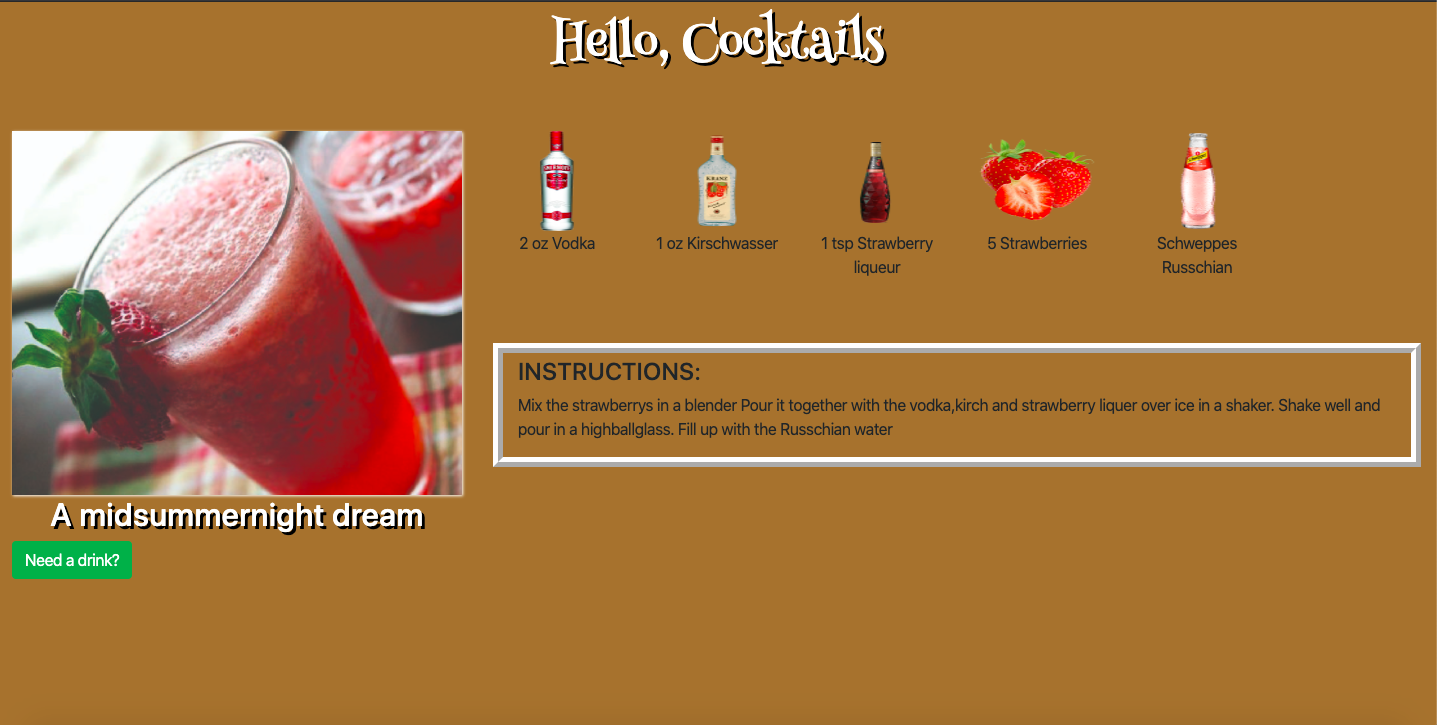 Hello, Cocktails
2 oz Vodka
1 oz Kirschwasser
1 tsp Strawberry
liqueur
5 Strawberries
Schweppes
Russchian
INSTRUCTIONS:
Mix the strawberrys in a blender Pour it together with the vodka,kirch and strawberry liquer over ice in a shaker. Shake well and
pour in a highballglass. Fill up with the Russchian water
A midsummernight dream
Need a drink?